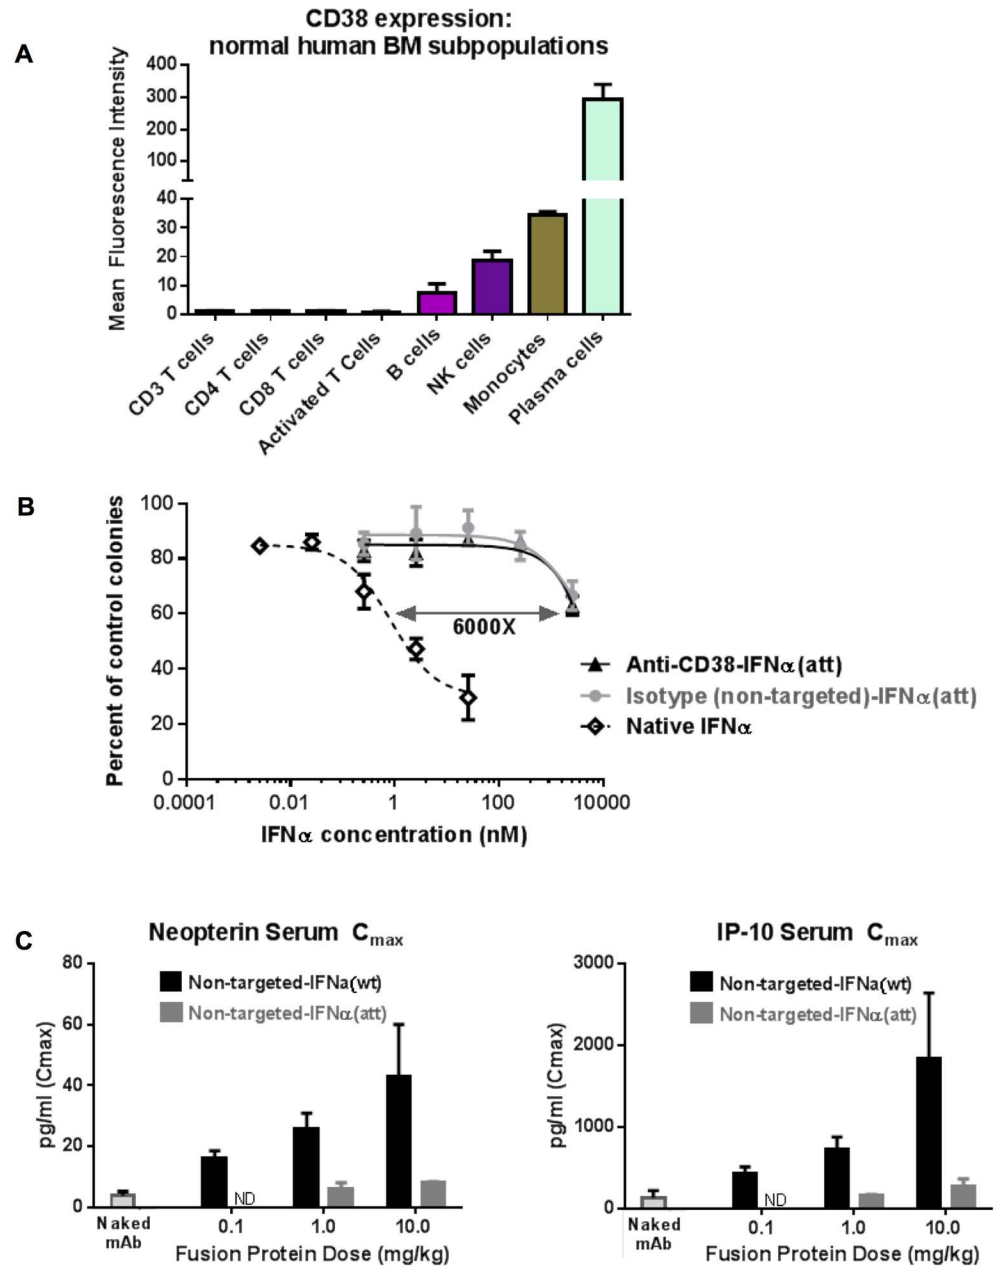 A
CD38 expression:
normal human BM subpopulations
Mean Fluorescence Intensity
400
300
200
100
40
30
20
10
0
CD3 T cells
CD4 T cells
CD8 T cells
Activated T Cells
B cells
NK cells
Monocytes
Plasma cells
B
Percent of control colonies
100
80
60
40
20
0
6000X
0.0001
0.01
1
100
10000
IFNα concentration (nM)
Anti-CD38-IFNα(att)
Isotype (non-targeted)-IFNα(att)
Native IFNα
C
Neopterin Serum Cmax
pg/ml (Cmax)
80
60
40
20
0
Non-targeted-IFNa(wt)
Non-targeted-IFNα(att)
ND
Naked
mAb
0.1
1.0
10.0
Fusion Protein Dose (mg/kg)
IP-10 Serum Cmax
pg/ml (Cmax)
3000
2000
1000
0
Non-targeted-IFNa(wt)
Non-targeted-IFNα(att)
ND
Naked
mAb
0.1
1.0
10.0
Fusion Protein Dose (mg/kg)